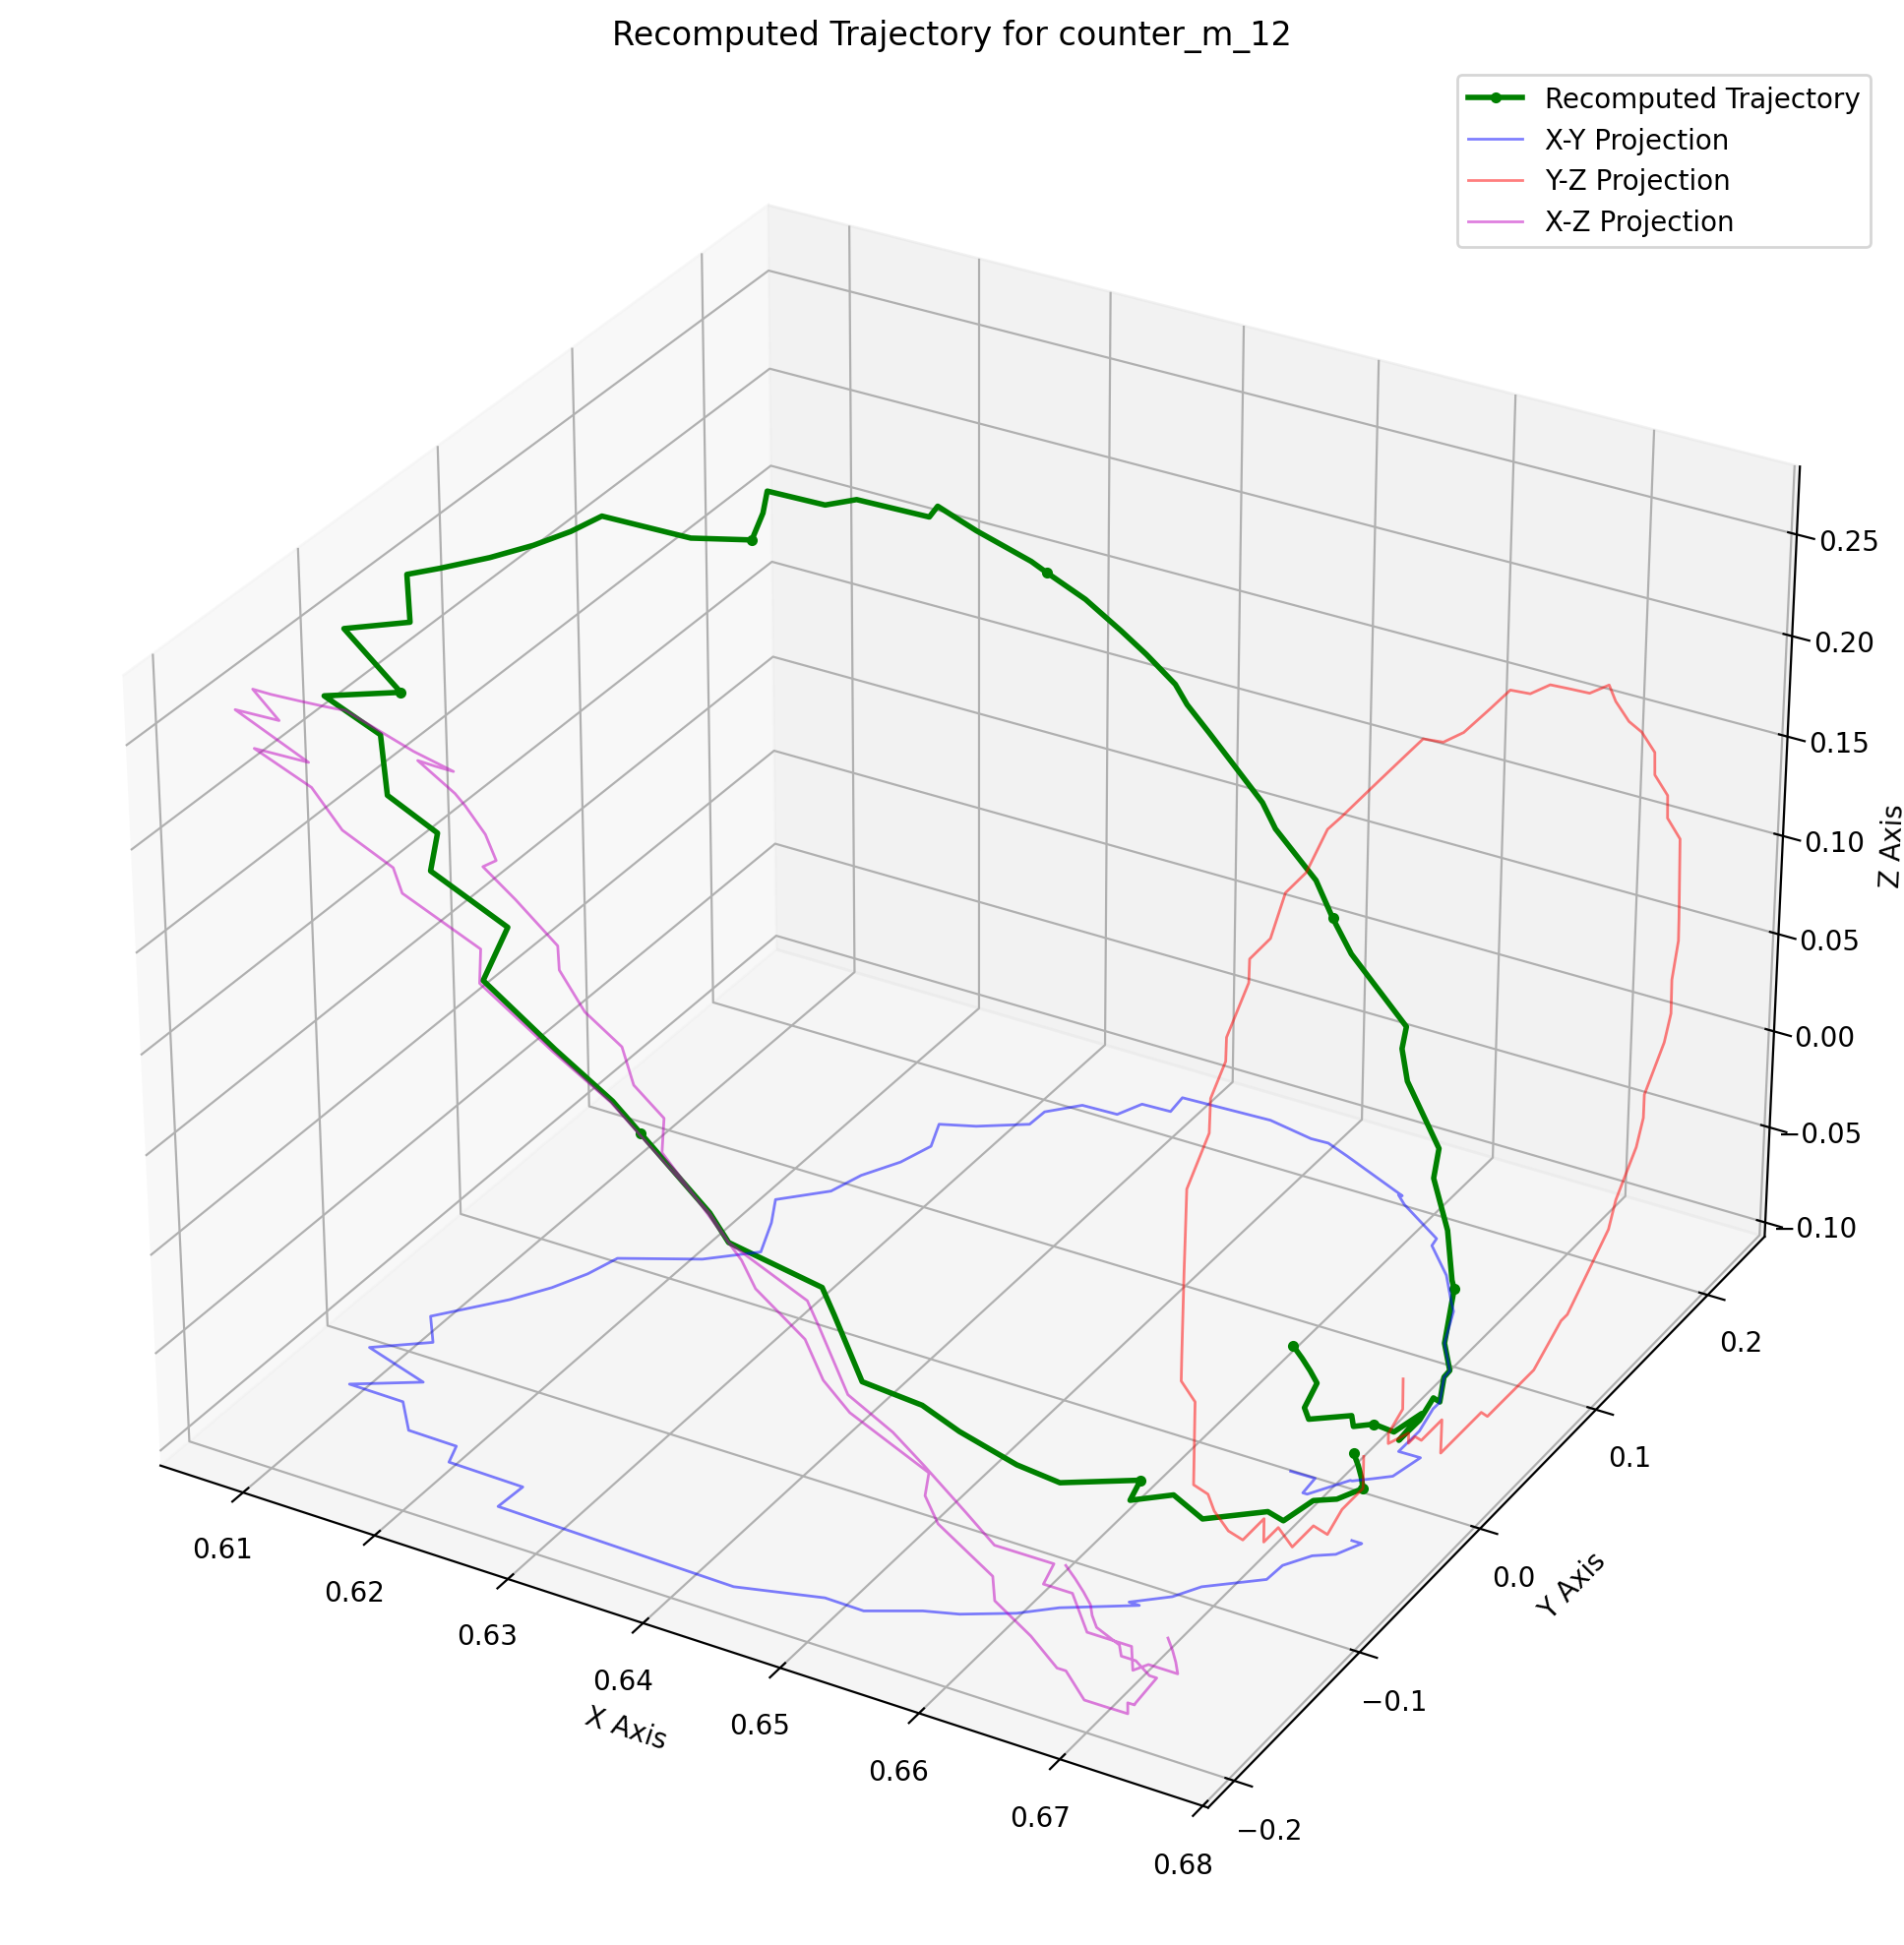 Recomputed Trajectory for counter_m_12
Recomputed Trajectory
X-Y Projection
Y-Z Projection
X-Z Projection
0.25
0.20
0.15
0.10
0.05
0.00
−0.05
−0.10
Z Axis
0.2
0.1
0.0
−0.1
−0.2
Y Axis
0.61
0.62
0.63
0.64
0.65
0.66
0.67
0.68
X Axis